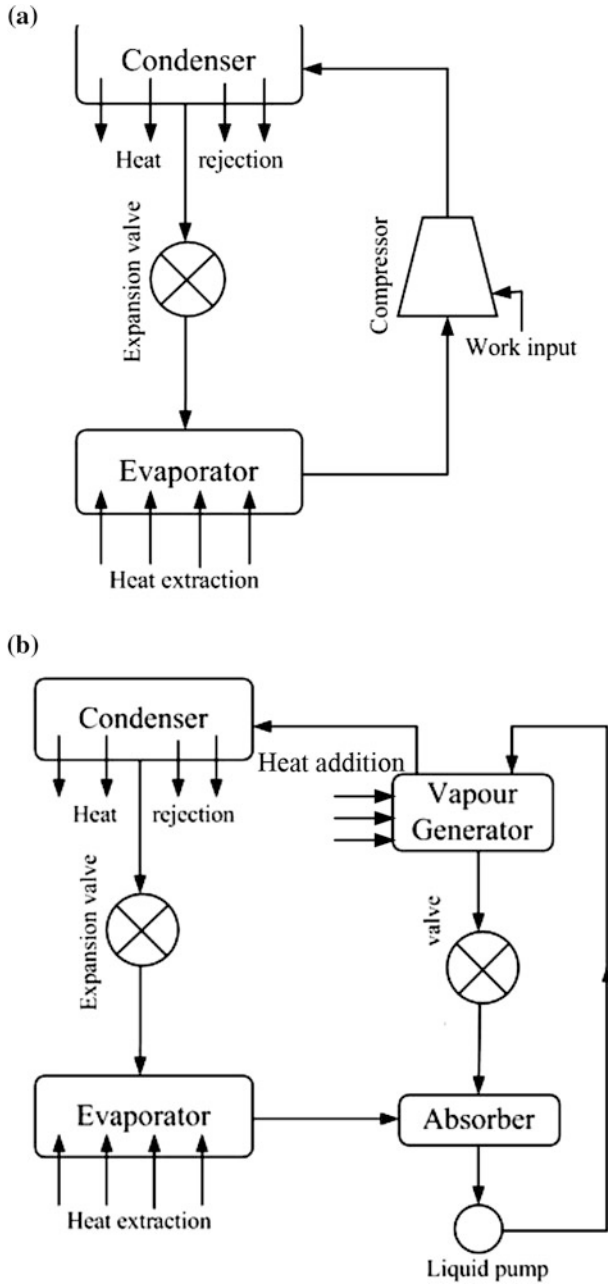 (a)
Condenser
Heat rejection
Expansion valve
Compressor
Work input
Evaporator
Heat extraction
(b)
Condenser
Heat addition
Heat rejection
Vapour
Generator
Expansion valve
valve
Evaporator
Absorber
Heat extraction
Liquid pump